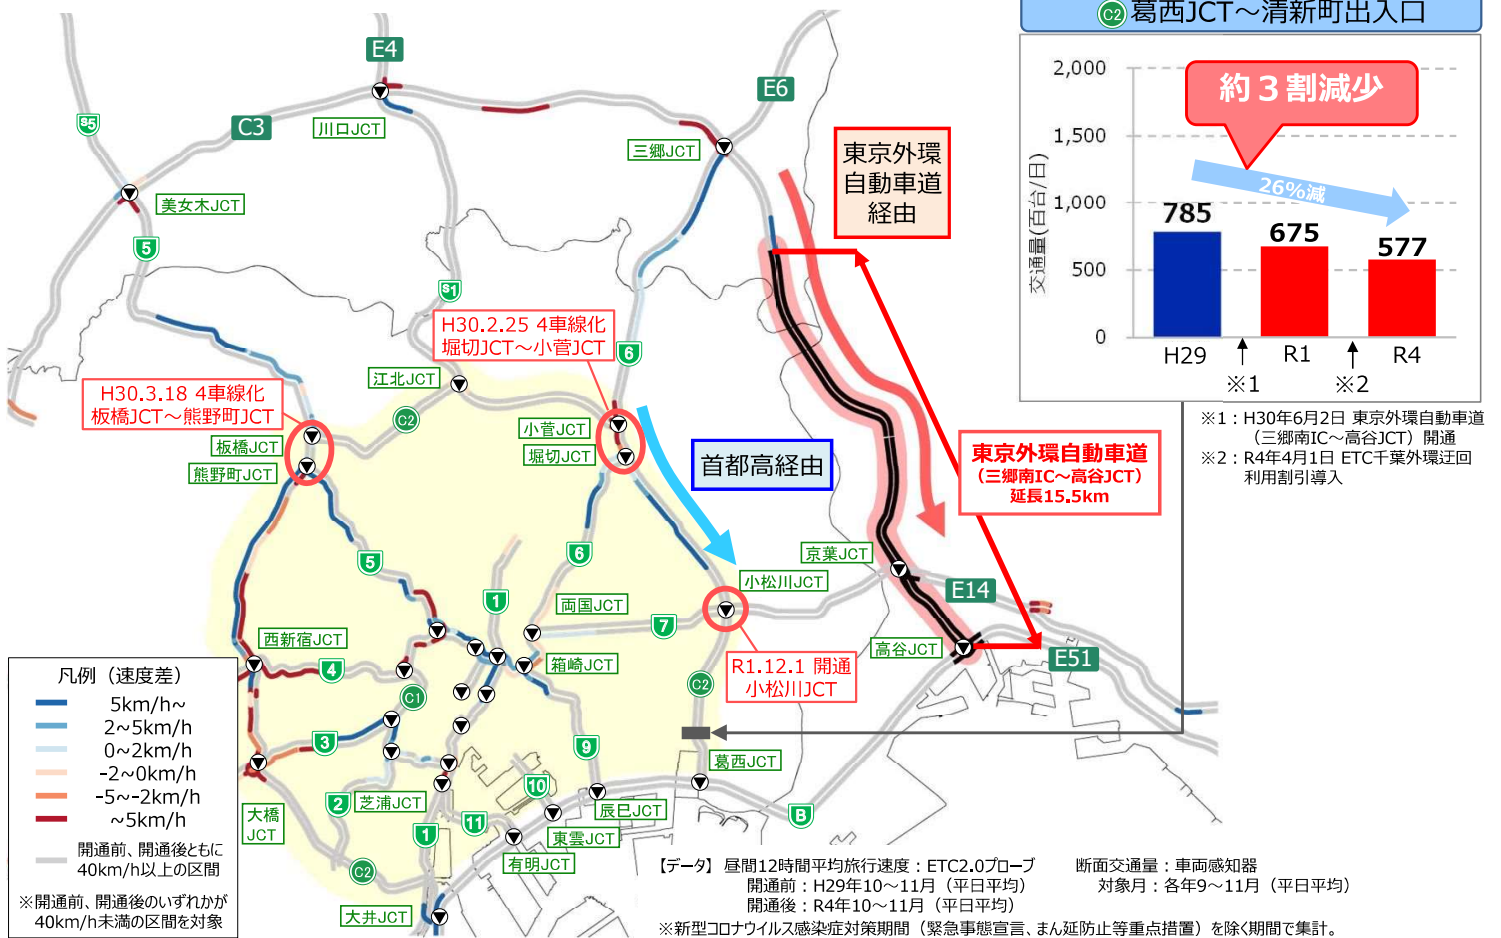 C2 葛西JCT～清新町出入口
2,000
1,500
1,000
500
0
交通量(百台/日)
約３割減少
26%減
785
675
577
H29
R1
R4
※1
※2
※1：H30年6月2日 東京外環自動車道
（三郷南IC～高谷JCT）開通
※2：R4年4月1日 ETC千葉外環迂回
利用割引導入
E4
E6
C3
S5
川口JCT
三郷JCT
美女木JCT
5
S1
東京外環
自動車道
経由
H30.2.25 4車線化
堀切JCT～小菅JCT
6
H30.3.18 4車線化
板橋JCT～熊野町JCT
江北JCT
C2
板橋JCT
熊野町JCT
小菅JCT
堀切JCT
首都高経由
東京外環自動車道
（三郷南IC～高谷JCT）
延長15.5km
5
6
1
京葉JCT
小松川JCT
E14
両国JCT
7
西新宿JCT
4
箱崎JCT
高谷JCT
E51
R1.12.1 開通
小松川JCT
C2
C1
3
9
葛西JCT
2
芝浦JCT
10
辰巳JCT
B
大橋
JCT
1
11
東雲JCT
有明JCT
C2
大井JCT
凡例（速度差）
5km/h~
2~5km/h
0~2km/h
-2~0km/h
-5~-2km/h
~5km/h
開通前、開通後ともに
40km/h以上の区間
※開通前、開通後のいずれかが
40km/h未満の区間を対象
【データ】昼間12時間平均旅行速度：ETC2.0プローブ
開通前：H29年10～11月（平日平均）
開通後：R4年10～11月（平日平均）
断面交通量：車両感知器
対象月：各年9～11月（平日平均）
※新型コロナウイルス感染症対策期間（緊急事態宣言、まん延防止等重点措置）を除く期間で集計。